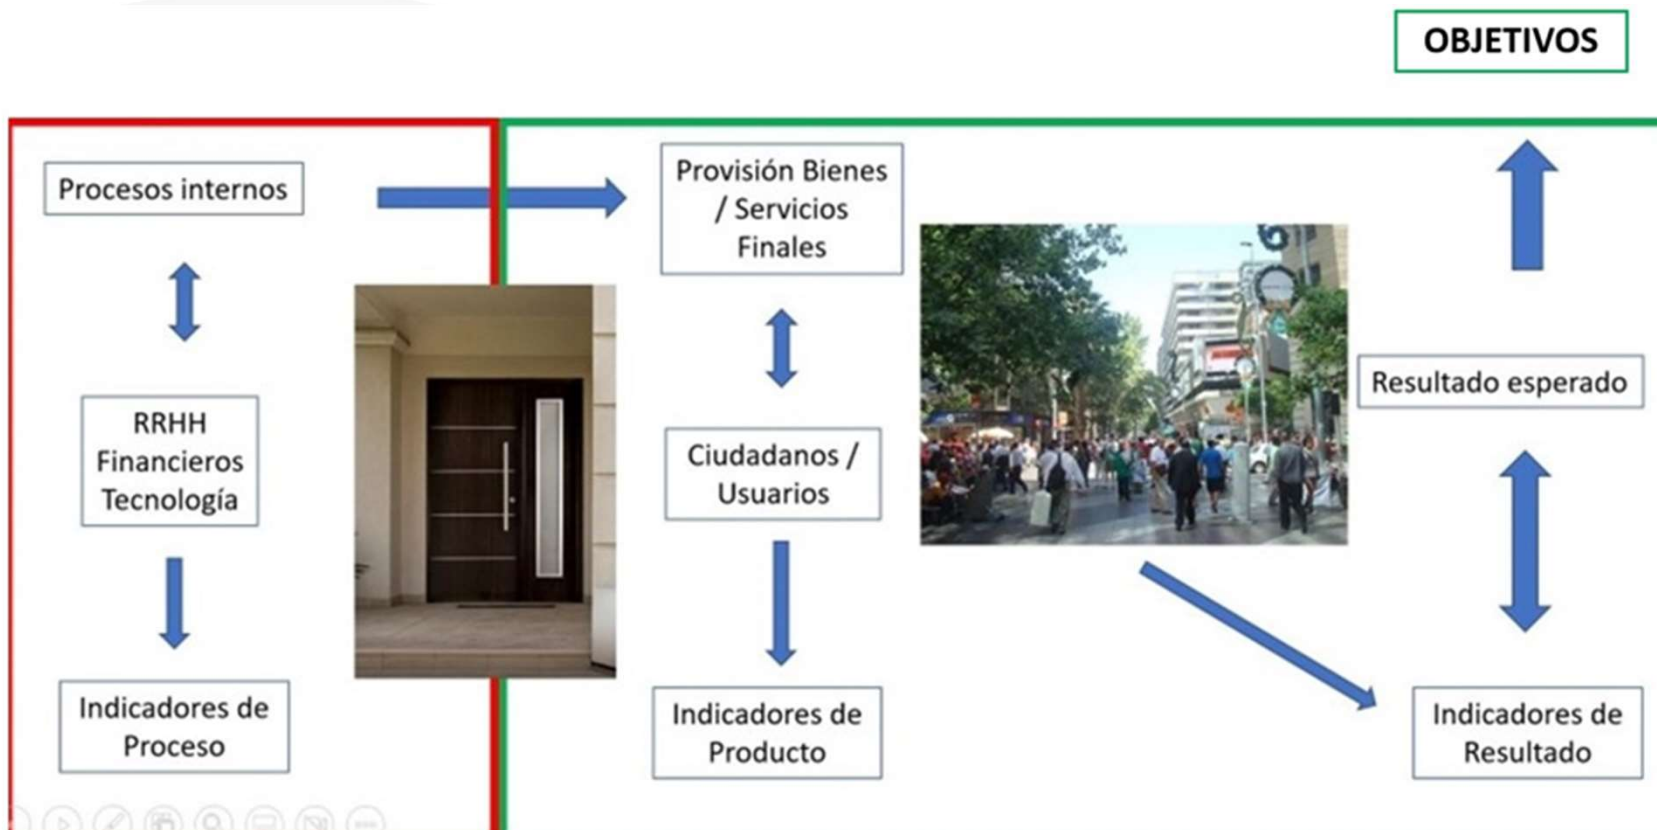 OBJETIVOS
Procesos internos
RRHH
Financieros
Tecnología
Indicadores de
Proceso
Provisión Bienes
/ Servicios
Finales
Ciudadanos /
Usuarios
Indicadores de
Producto
Resultado esperado
Indicadores de
Resultado